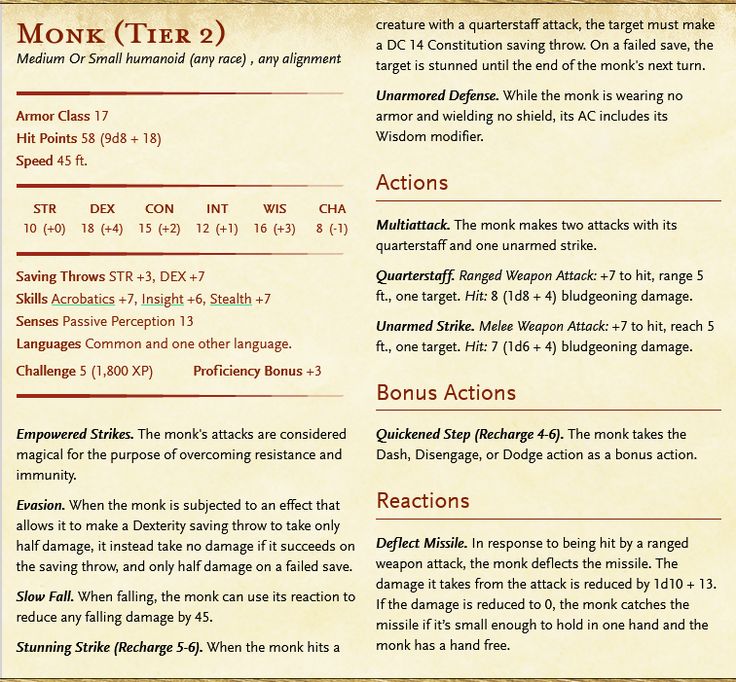 Monk (Tier 2)
Medium Or Small humanoid (any race) , any alignment
Armor Class 17
Hit Points 58 (9d8 + 18)
Speed 45 ft.
STR DEX CON INT WIS CHA
10 (+0) 18 (+4) 15 (+2) 12 (+1) 16 (+3) 8 (-1)
Saving Throws STR +3, DEX +7
Skills Acrobatics +7, Insight +6, Stealth +7
Senses Passive Perception 13
Languages Common and one other language.
Challenge 5 (1,800 XP) Proficiency Bonus +3
Empowered Strikes. The monk's attacks are considered
magical for the purpose of overcoming resistance and
immunity.
Evasion. When the monk is subjected to an effect that
allows it to make a Dexterity saving throw to take only
half damage, it instead take no damage if it succeeds on
the saving throw, and only half damage on a failed save.
Slow Fall. When falling, the monk can use its reaction to
reduce any falling damage by 45.
Stunning Strike (Recharge 5-6). When the monk hits a
creature with a quarterstaff attack, the target must make
a DC 14 Constitution saving throw. On a failed save, the
target is stunned until the end of the monk's next turn.
Unarmored Defense. While the monk is wearing no
armor and wielding no shield, its AC includes its
Wisdom modifier.
Actions
Multiattack. The monk makes two attacks with its
quarterstaff and one unarmed strike.
Quarterstaff. Ranged Weapon Attack: +7 to hit, range 5
ft., one target. Hit: 8 (1d8 + 4) bludgeoning damage.
Unarmed Strike. Melee Weapon Attack: +7 to hit, reach 5
ft., one target. Hit: 7 (1d6 + 4) bludgeoning damage.
Bonus Actions
Quickened Step (Recharge 4-6). The monk takes the
Dash, Disengage, or Dodge action as a bonus action.
Reactions
Deflect Missile. In response to being hit by a ranged
weapon attack, the monk deflects the missile. The
damage it takes from the attack is reduced by 1d10 + 13.
If the damage is reduced to 0, the monk catches the
missile if it's small enough to hold in one hand and the
monk has a hand free.